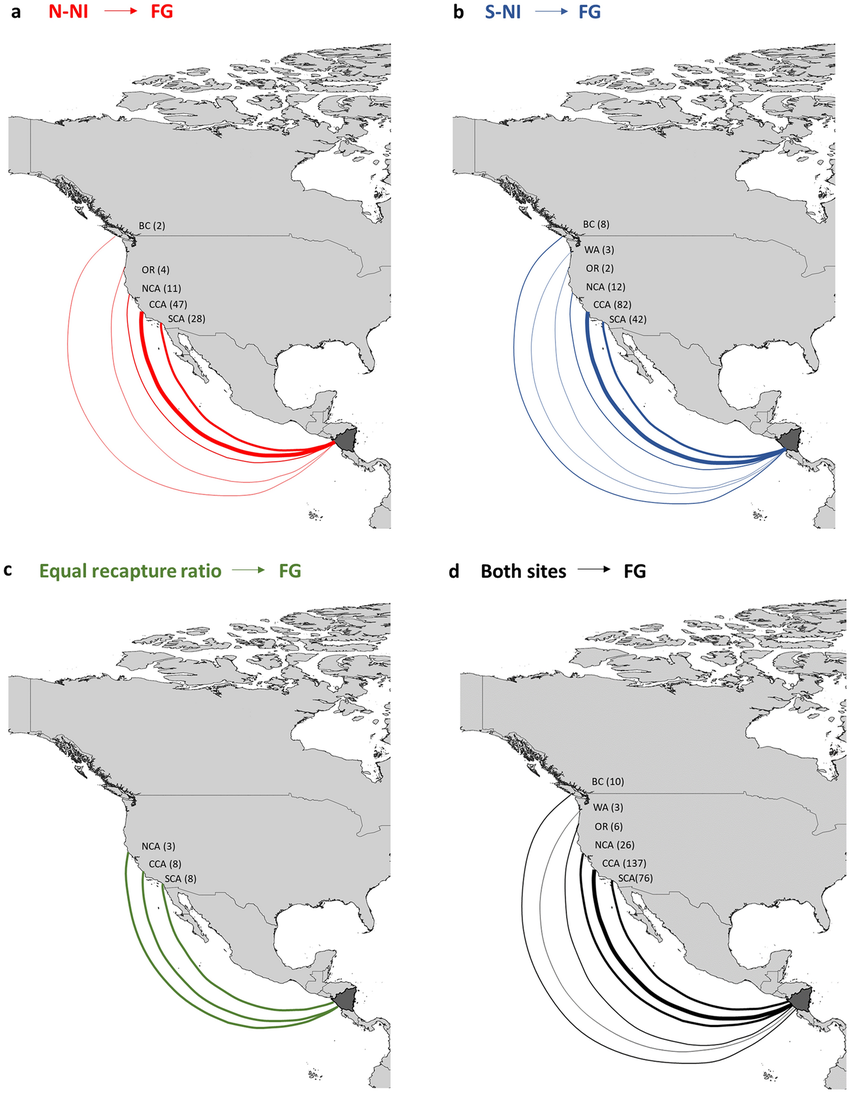 a N-NI → FG
BC (2)
OR (4)
NCA (11)
CCA (47)
SCA (28)
b S-NI → FG
BC (8)
WA (3)
OR (2)
NCA (12)
CCA (82)
SCA (42)
c Equal recapture ratio → FG
NCA (3)
CCA (8)
SCA (8)
d Both sites → FG
BC (10)
WA (3)
OR (6)
NCA (26)
CCA (137)
SCA(76)